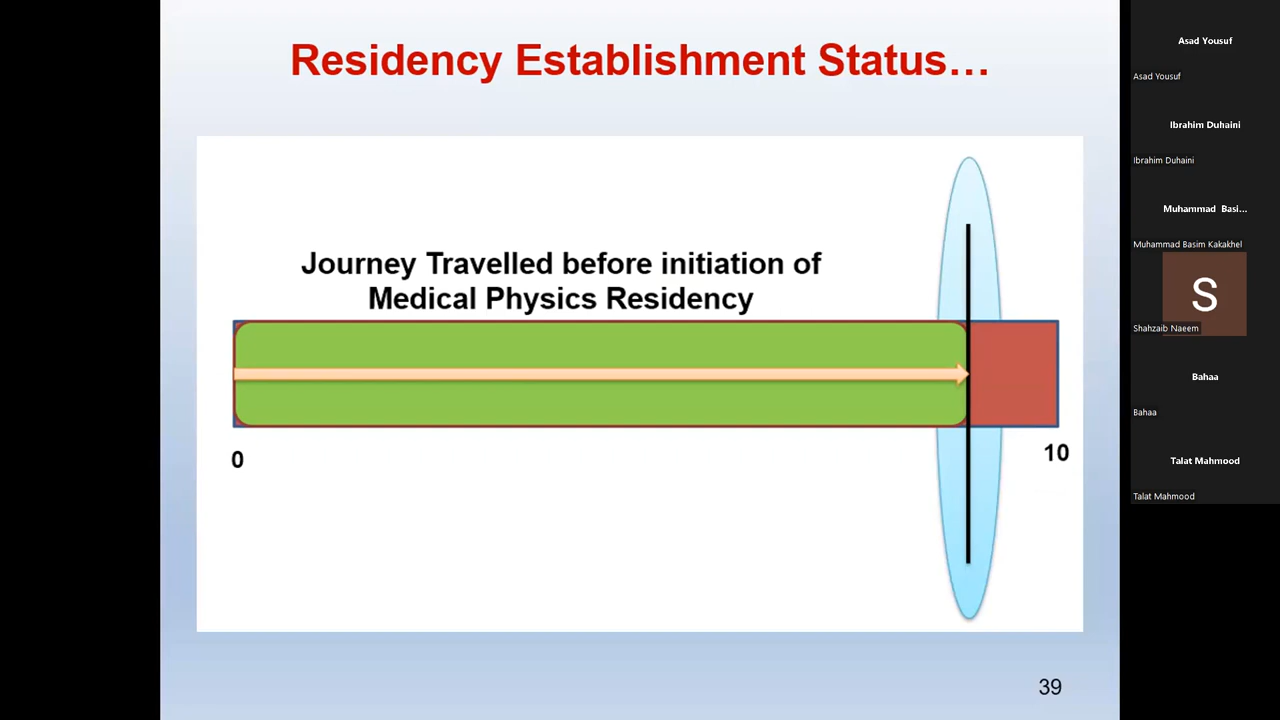 Residency Establishment Status…
Journey Travelled before initiation of
Medical Physics Residency
0
10
39
Asad Yousuf
Asad Yousuf
Ibrahim Duhaini
Ibrahim Duhaini
Muhammad Basi...
Muhammad Basim Kakakhel
S
Shahzaib Naeem
Bahaa
Bahaa
Talat Mahmood
Talat Mahmood